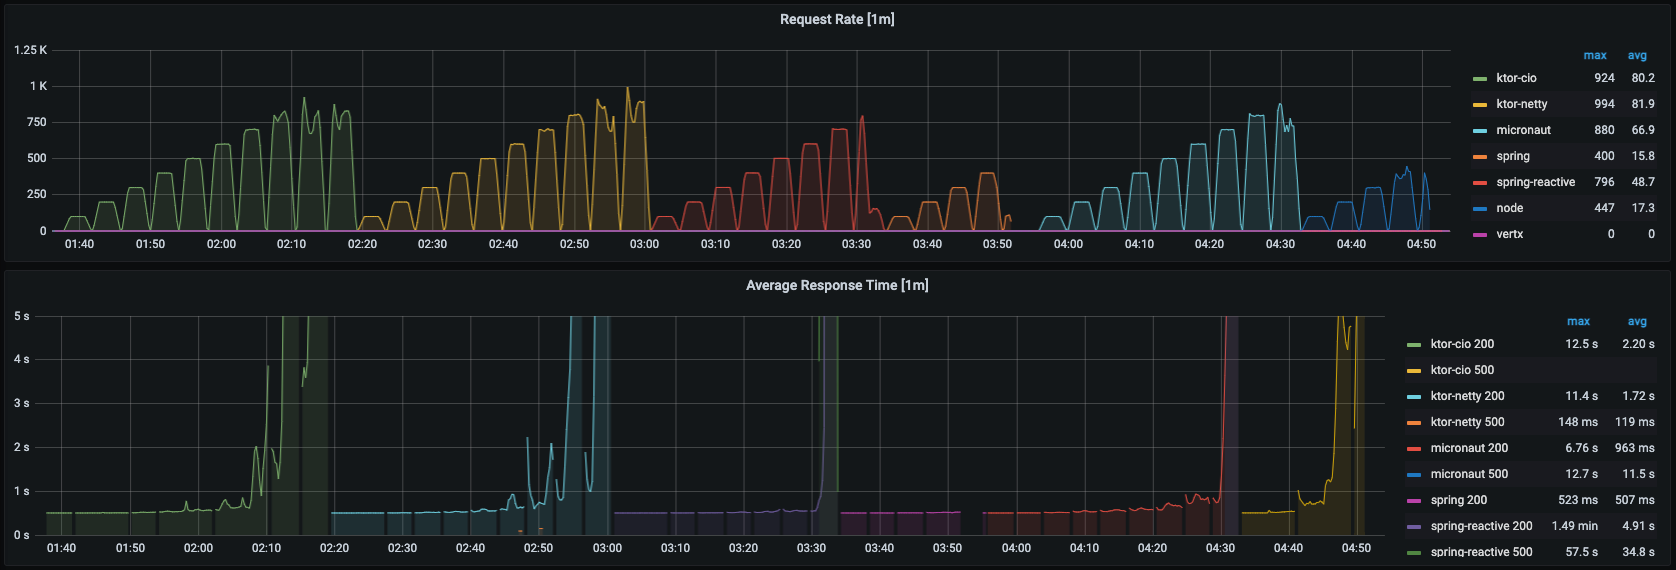 Request Rate [1m]
1.25 K
1 K
750
500
250
0
01:40 01:50 02:00 02:10 02:20 02:30 02:40 02:50 03:00 03:10 03:20 03:30 03:40 03:50 04:00 04:10 04:20 04:30 04:40 04:50
max avg
ktor-cio 924 80.2
ktor-netty 994 81.9
micronaut 880 66.9
spring 400 15.8
spring-reactive 796 48.7
node 447 17.3
vertx 0 0
Average Response Time [1m]
5 s
4 s
3 s
2 s
1 s
0 s
01:40 01:50 02:00 02:10 02:20 02:30 02:40 02:50 03:00 03:10 03:20 03:30 03:40 03:50 04:00 04:10 04:20 04:30 04:40 04:50
max avg
ktor-cio 200 12.5 s 2.20 s
ktor-cio 500
ktor-netty 200 11.4 s 1.72 s
ktor-netty 500 148 ms 119 ms
micronaut 200 6.76 s 963 ms
micronaut 500 12.7 s 11.5 s
spring 200 523 ms 507 ms
spring-reactive 200 1.49 min 4.91 s
spring-reactive 500 57.5 s 34.8 s